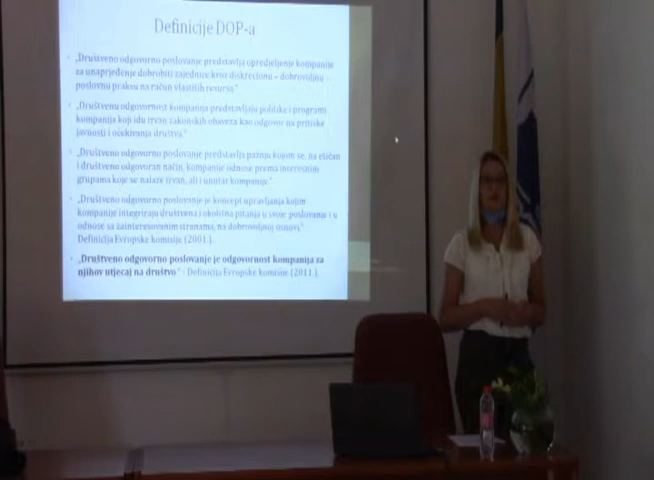 Definicije DOP-a
„Društveno odgovorno poslovanje predstavlja opredjeljenje kompanije
za unaprjeđenje dobrobiti zajednice kroz diskrecionu – dobrovoljnu –
poslovnu praksu na račun vlastitih resursa."
„Društvenu odgovornost kompanija predstavljaju politike i programi
kompanija koji idu izvan zakonskih obaveza kao odgovor na pritiske
javnosti i očekivanja društva."
„Društveno odgovorno poslovanje predstavlja pažnju kojom se, na etičan
i društveno odgovoran način, kompanije odnose prema interesnim
grupama koje se nalaze izvan, ali i unutar kompanije."
„Društveno odgovorno poslovanje je koncept upravljanja kojim
kompanije integriraju društvena i okolišna pitanja u svoje poslovanje i u
odnose sa zainteresovanim stranama, na dobrovoljnoj osnovi."
Definicija Evropske komisije (2001.).
„Društveno odgovorno poslovanje je odgovornost kompanija za
njihov utjecaj na društvo" - Definicija Evropske komisije (2011.).